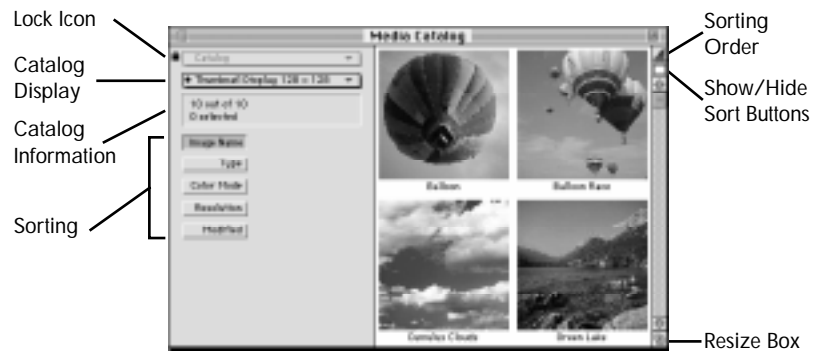 Lock Icon
Catalog
Display
Catalog
Information
Sorting
Media Catalog
Catalog
Thumbnail Display 128 x 128
10 out of 10
0 selected
Image Name
Type
Color Mode
Resolution
Modified
Balloon
Balloon Race
Cumulus Clouds
Dream Lake
Sorting
Order
Show/Hide
Sort Buttons
Resize Box